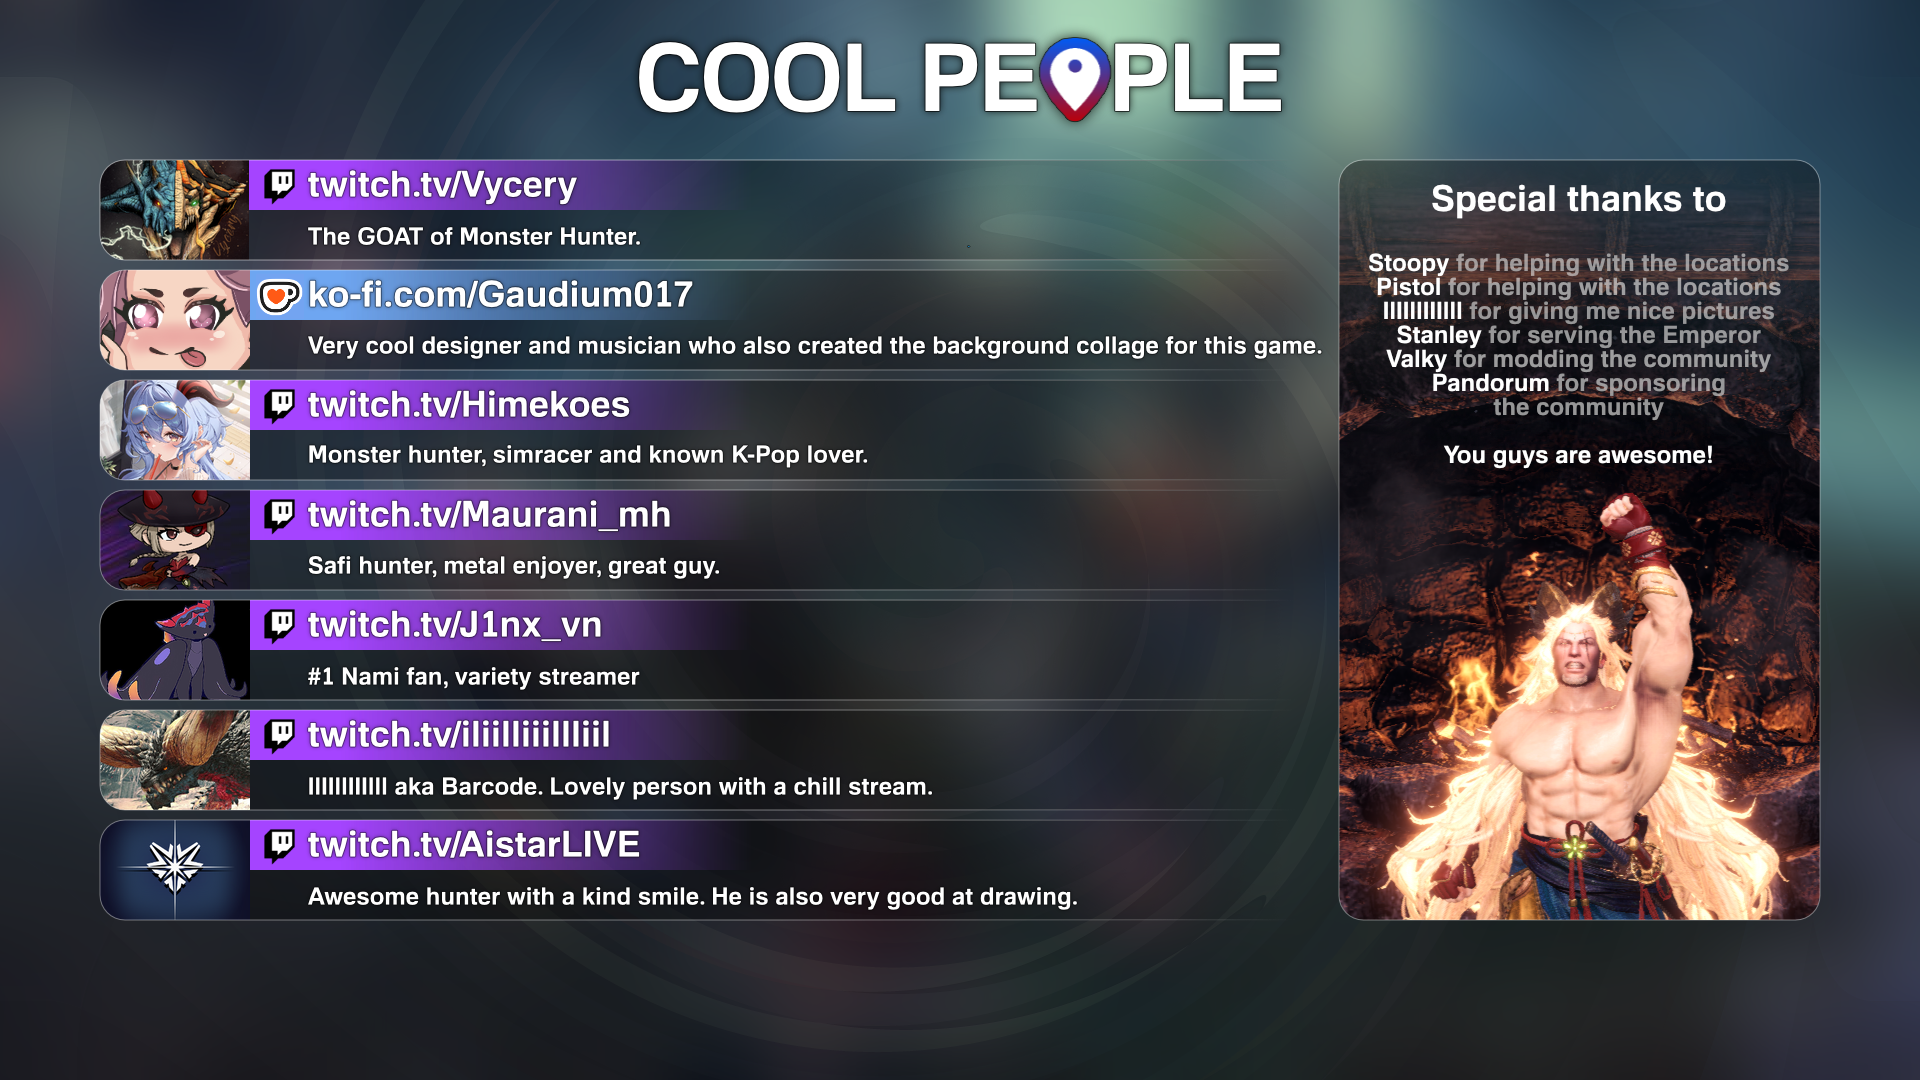 COOL PEOPLE
twitch.tv/Vycery
The GOAT of Monster Hunter.
ko-fi.com/Gaudium017
Very cool designer and musician who also created the background collage for this game.
twitch.tv/Himekoes
Monster hunter, simracer and known K-Pop lover.
twitch.tv/Maurani_mh
Safi hunter, metal enjoyer, great guy.
twitch.tv/J1nx_vn
#1 Nami fan, variety streamer
twitch.tv/iliilliiillliil
llllllllllll aka Barcode. Lovely person with a chill stream.
twitch.tv/AistarLIVE
Awesome hunter with a kind smile. He is also very good at drawing.
Special thanks to
Stoopy for helping with the locations
Pistol for helping with the locations
llllllllllll for giving me nice pictures
Stanley for serving the Emperor
Valky for modding the community
Pandorum for sponsoring
the community
You guys are awesome!